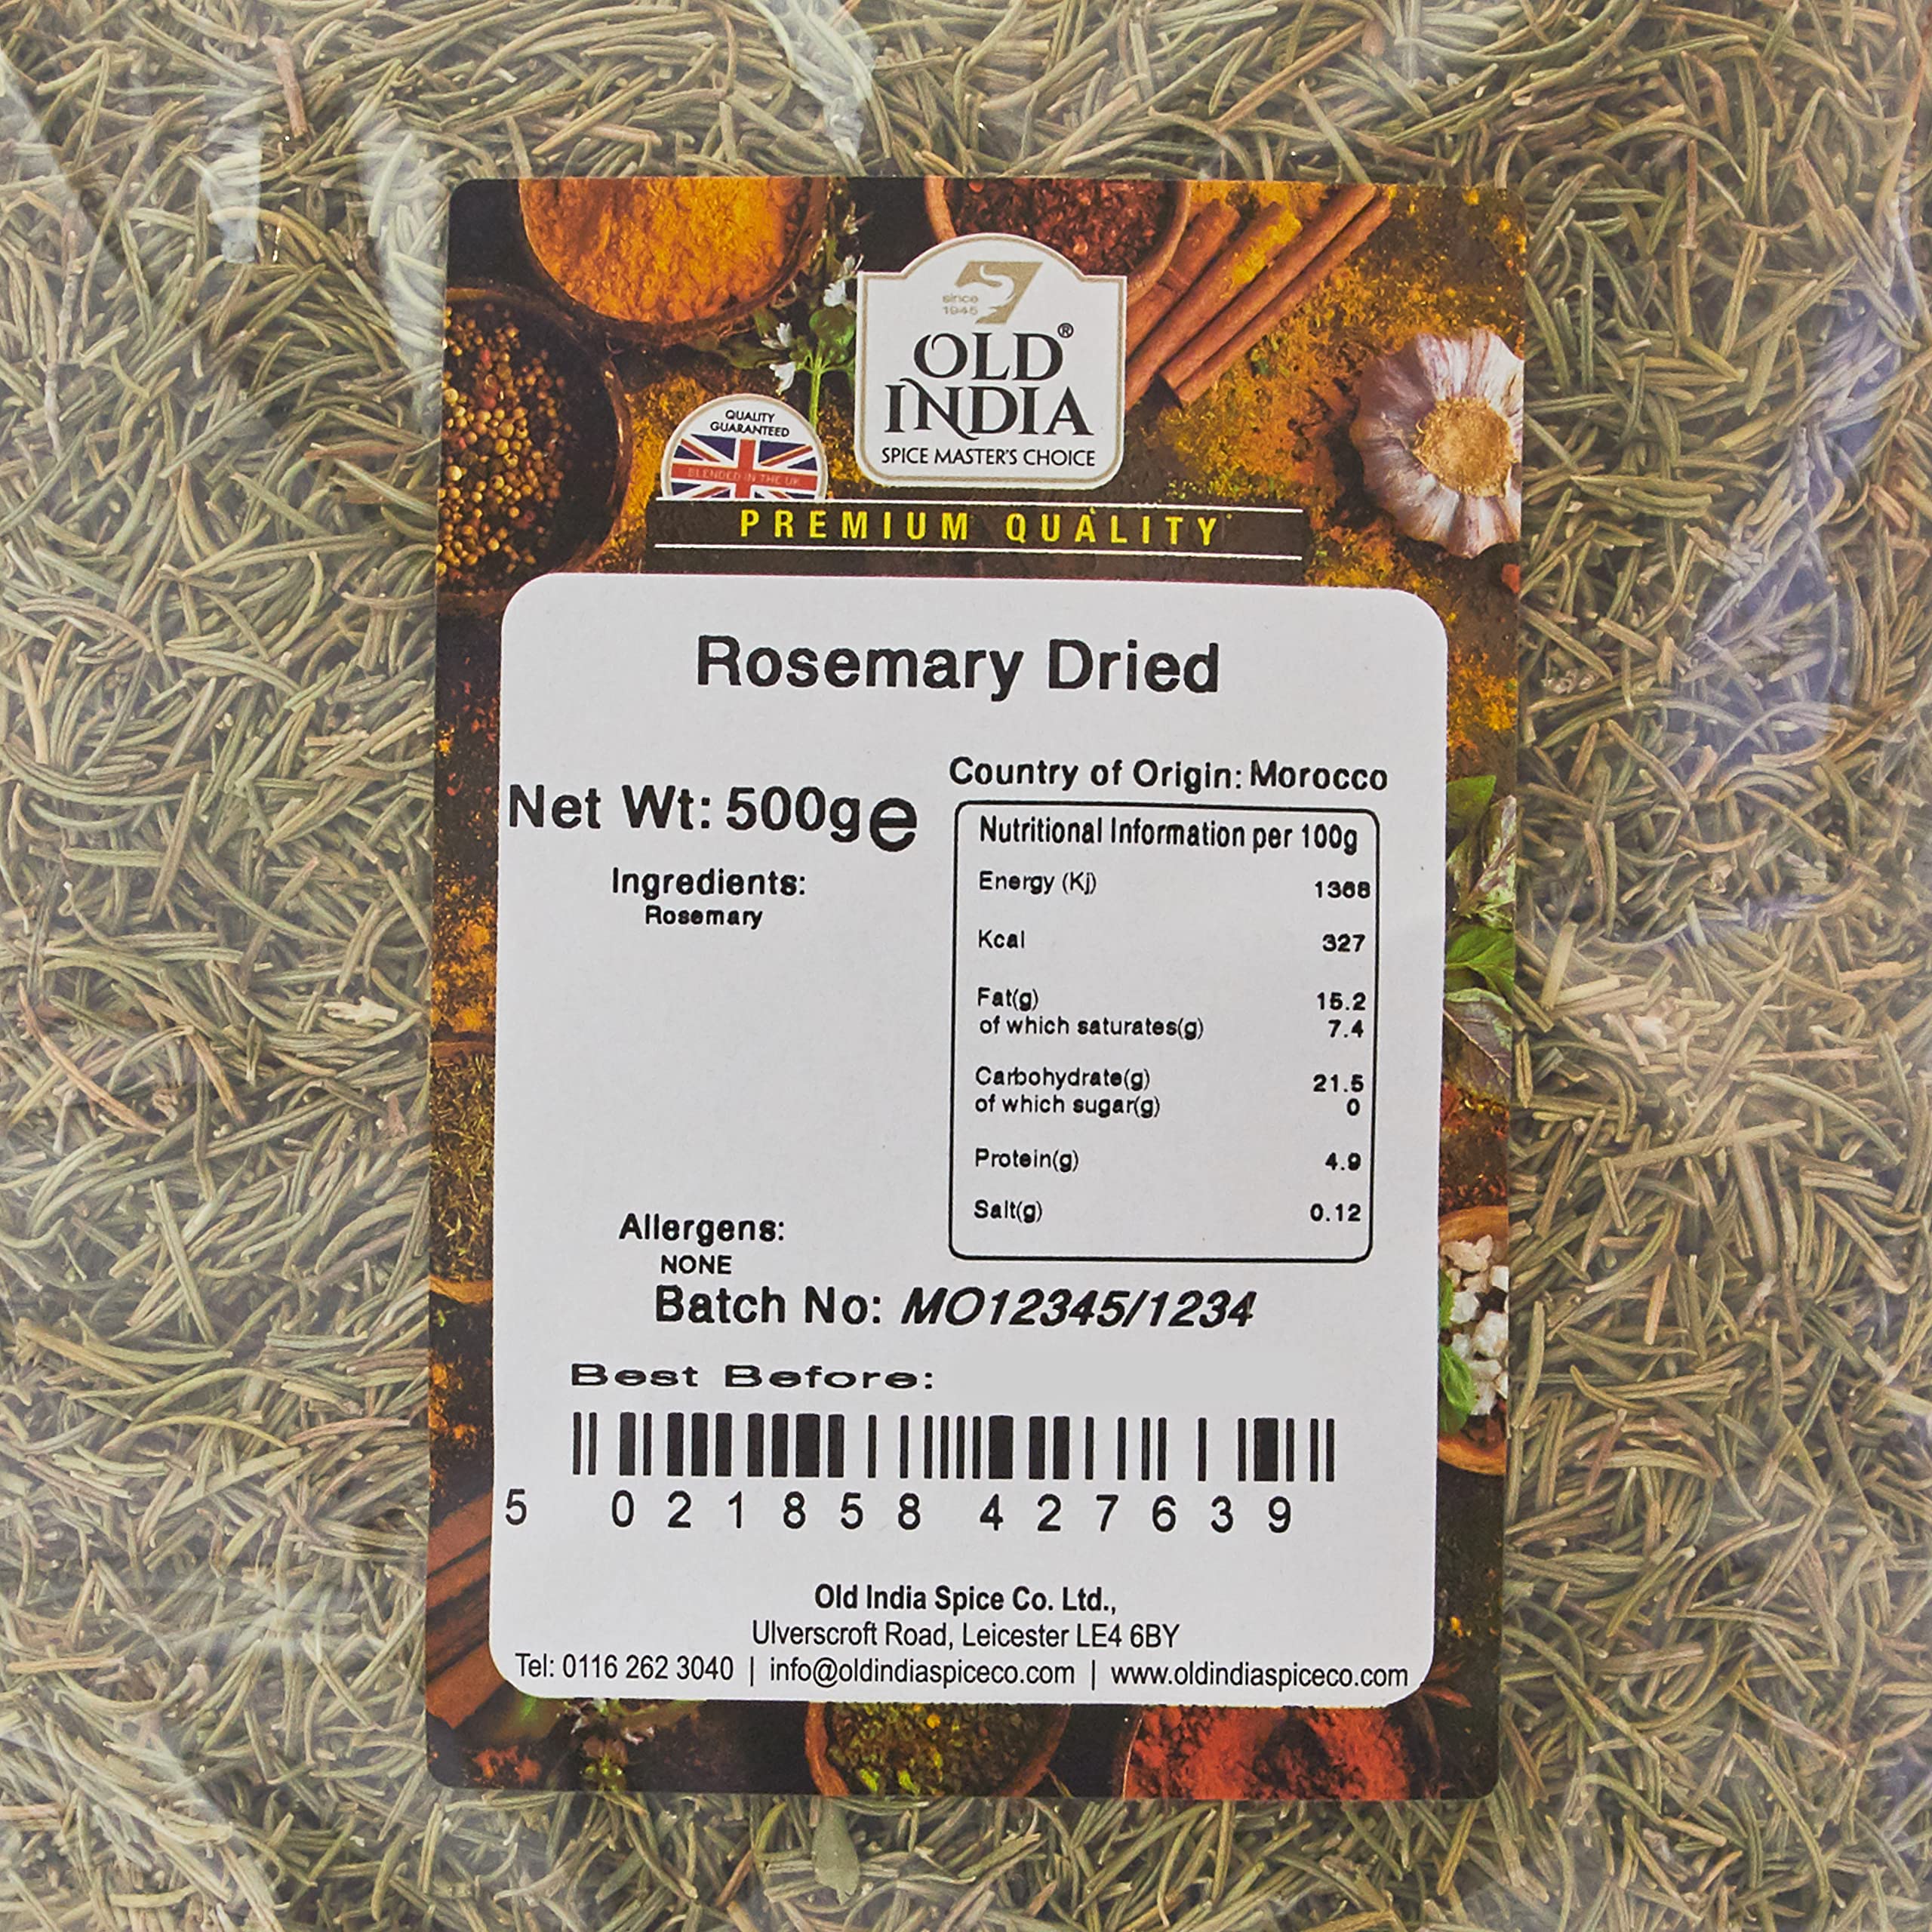 since
1945
OLD®
INDIA
SPICE MASTER'S CHOICE
QUALITY
GUARANTEED
BLENDED IN THE UK
PREMIUM QUALITY
Rosemary Dried
Net Wt: 500g e
Country of Origin: Morocco
Ingredients:
Rosemary
Nutritional Information per 100g
Energy (Kj) 1368
Kcal 327
Fat(g) 15.2
of which saturates(g) 7.4
Carbohydrate(g) 21.5
of which sugar(g) 0
Protein(g) 4.9
Salt(g) 0.12
Allergens:
NONE
Batch No: MO12345/1234
Best Before:
5 021858 427639
Old India Spice Co. Ltd.,
Ulverscroft Road, Leicester LE4 6BY
Tel: 0116 262 3040 | info@oldindiaspiceco.com | www.oldindiaspiceco.com